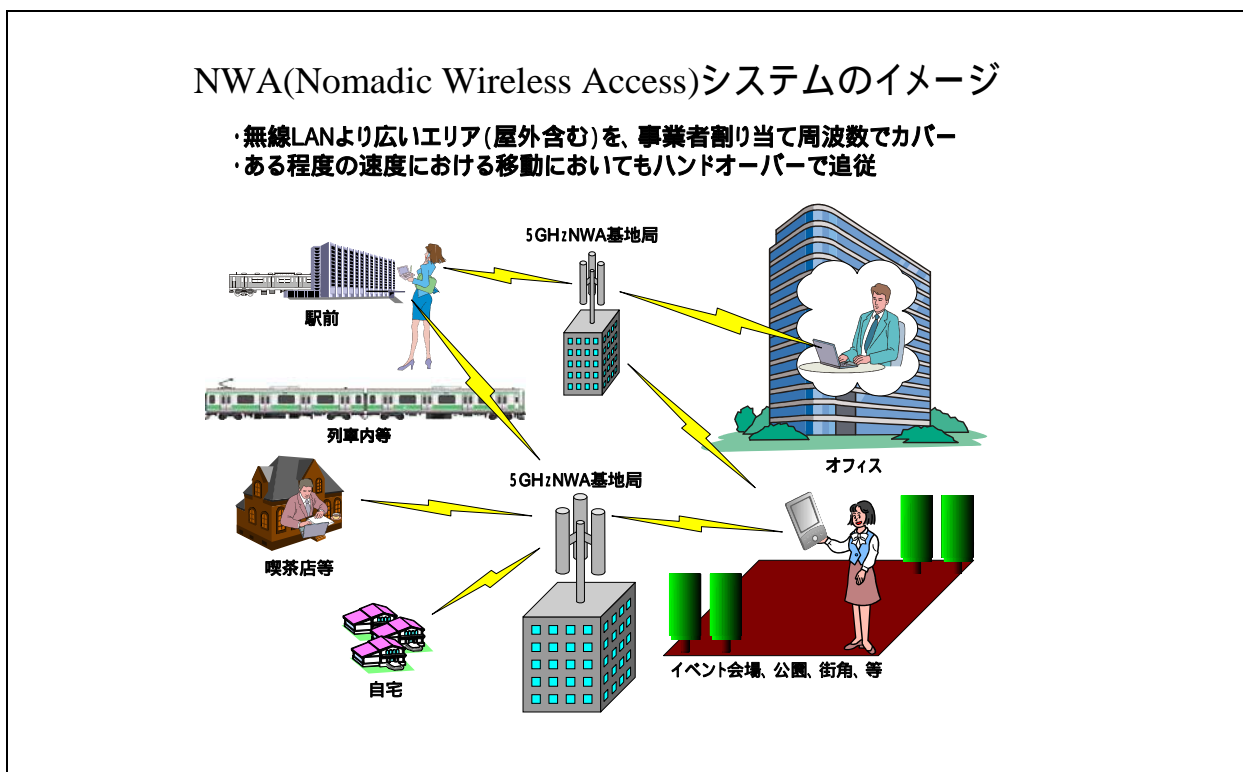 NWA(Nomadic Wireless Access)システムのイメージ
・無線LANより広いエリア(屋外含む)を、事業者割り当て周波数でカバー
・ある程度の速度における移動においてもハンドオーバーで追従
5GHzNWA基地局
駅前
列車内等
オフィス
5GHzNWA基地局
喫茶店等
イベント会場、公園、街角、等
自宅